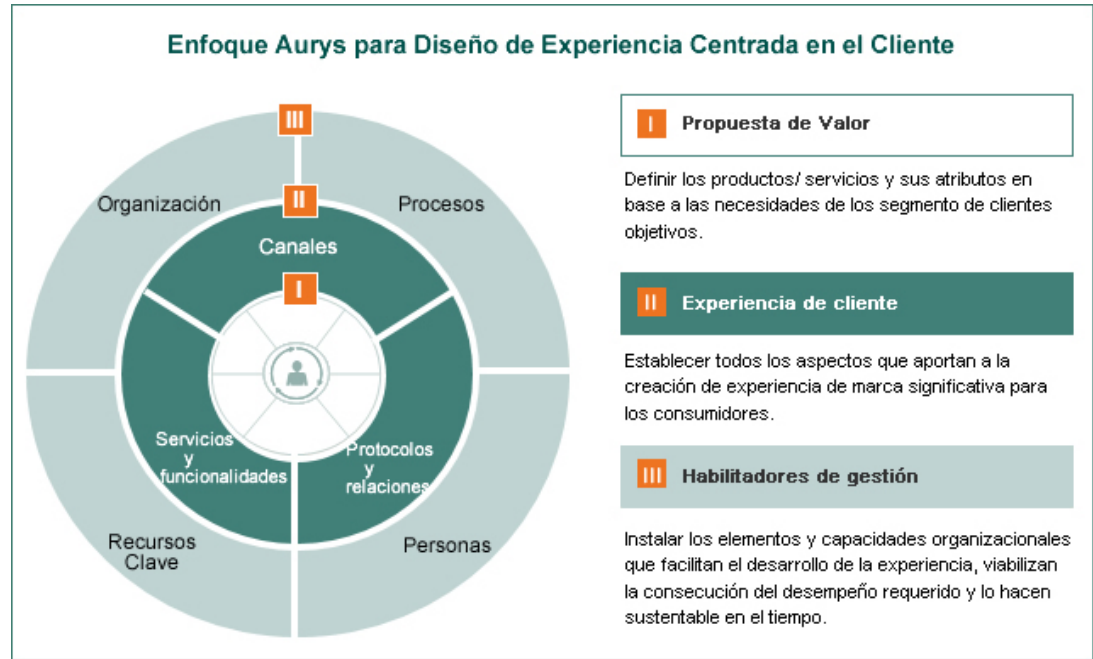 Enfoque Aurys para Diseño de Experiencia Centrada en el Cliente
III
Organización
Procesos
II
Canales
I
Servicios
y
funcionalidades
Protocolos
y
relaciones
Recursos
Clave
Personas
I Propuesta de Valor
Definir los productos/ servicios y sus atributos en
base a las necesidades de los segmento de clientes
objetivos.
II Experiencia de cliente
Establecer todos los aspectos que aportan a la
creación de experiencia de marca significativa para
los consumidores.
III Habilitadores de gestión
Instalar los elementos y capacidades organizacionales
que facilitan el desarrollo de la experiencia, viabilizan
la consecución del desempeño requerido y lo hacen
sustentable en el tiempo.